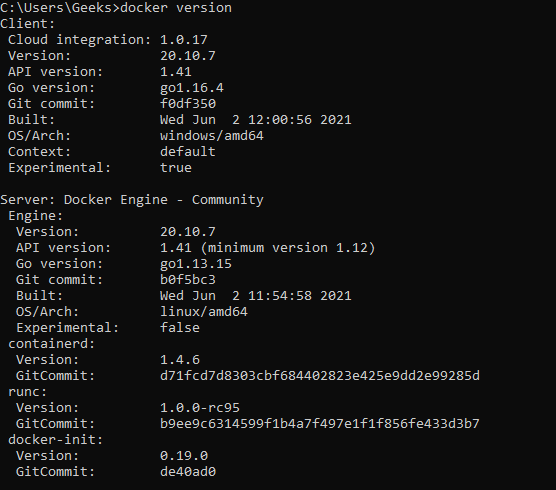 C:\Users\Geeks>docker version
Client:
 Cloud integration: 1.0.17
 Version:           20.10.7
 API version:       1.41
 Go version:        go1.16.4
 Git commit:        f0df350
 Built:             Wed Jun  2 12:00:56 2021
 OS/Arch:           windows/amd64
 Context:           default
 Experimental:      true

Server: Docker Engine - Community
 Engine:
  Version:          20.10.7
  API version:      1.41 (minimum version 1.12)
  Go version:       go1.13.15
  Git commit:       b0f5bc3
  Built:            Wed Jun  2 11:54:58 2021
  OS/Arch:          linux/amd64
  Experimental:     false
 containerd:
  Version:          1.4.6
  GitCommit:        d71fcd7d8303cbf684402823e425e9dd2e99285d
 runc:
  Version:          1.0.0-rc95
  GitCommit:        b9ee9c6314599f1b4a7f497e1f1f856fe433d3b7
 docker-init:
  Version:          0.19.0
  GitCommit:        de40ad0